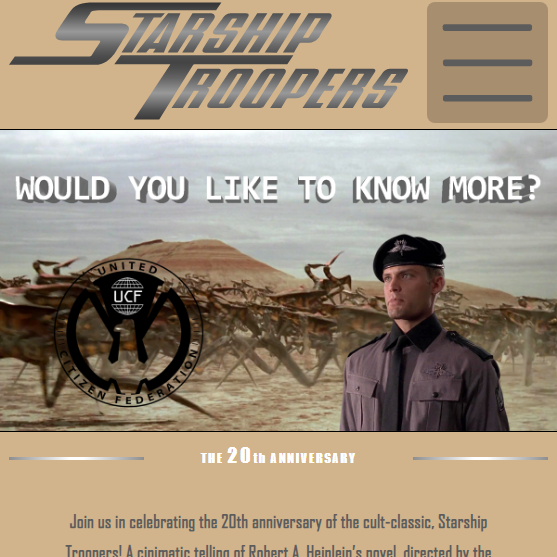 STARSHIP
TROOPERS
WOULD YOU LIKE TO KNOW MORE?
UNITED
UCF
CITIZEN FEDERATION
THE 20th ANNIVERSARY
Join us in celebrating the 20th anniversary of the cult-classic, Starship
Troopers! A cinimatic telling of Robert A. Heinlein's novel, directed by the